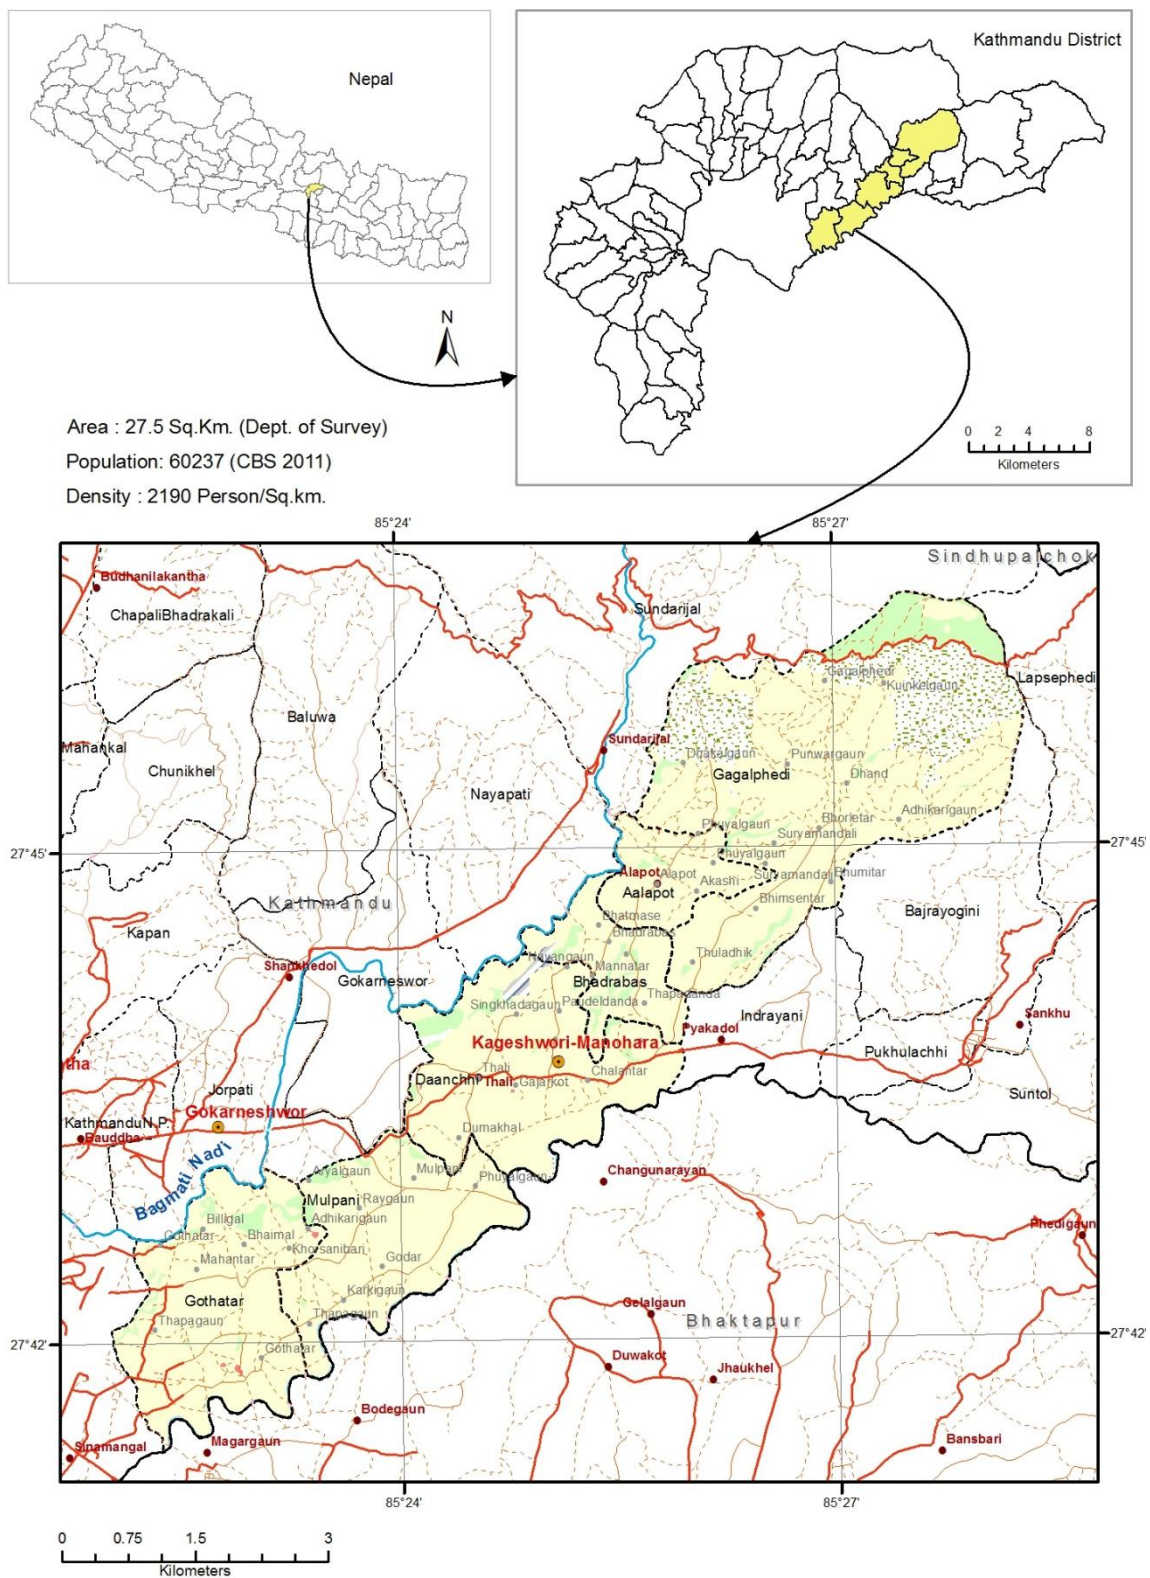 Nepal
Kathmandu District
N
Area : 27.5 Sq.Km. (Dept. of Survey)
Population: 60237 (CBS 2011)
Density : 2190 Person/Sq.km.
0 2 4 8
Kilometers
85°24' 85°27'
Sindhupalchok
Budhanilakantha
ChapaliBhadrakali
Sundarijal
Lapsephedi
Gagalphedi
Kuinkelgaun
Baluwa
Mahankal
Chunikhel
Sundarijal
Nayapati
Dhakalgaun
Punwargaun
Gagalphedi
Dhand
Adhikarigaun
Phuyalgaun
Bhorletar
Suryamandali
27°45'
27°45'
Phuyalgaun
Suryamandali
Bhumitar
Alapot
Alapot
Aalapot
Akashi
Bhimsentar
Kathmandu
Bajrayogini
Kapan
Bhatmase
Bhadrabas
Shankhedol
Gokarneswor
Nayangaun
Mannatar
Thuladhik
Bhadrabas
Singkhadagaun
Paudeldanda
Thapadanda
Indrayani
Sankhu
Pyakadol
Kageshwori-Manohara
Pukhulachhi
tha
Thali
Daanchhi
Thali
Gajarkot
Chalantar
Suntol
Jorpati
Gokarneshwor
KathmanduN.P.
Bauddha
Dumakhal
Bagmati Nadi
Aryalgaun
Mulpani
Phuyalgaun
Changunarayan
Mulpani
Raygaun
Billigal
Adhikarigaun
Phedigaun
Gothatar
Bhaimal
Khorsanibari
Mahantar
Godar
Gothatar
Karkigaun
Thapagaun
Thapagaun
Gelalgaun
Bhaktapur
27°42'
27°42'
Gothatar
Duwakot
Jhaukhel
Bodegaun
Sinamangal
Magargaun
Bansbari
85°24' 85°27'
0 0.75 1.5 3
Kilometers